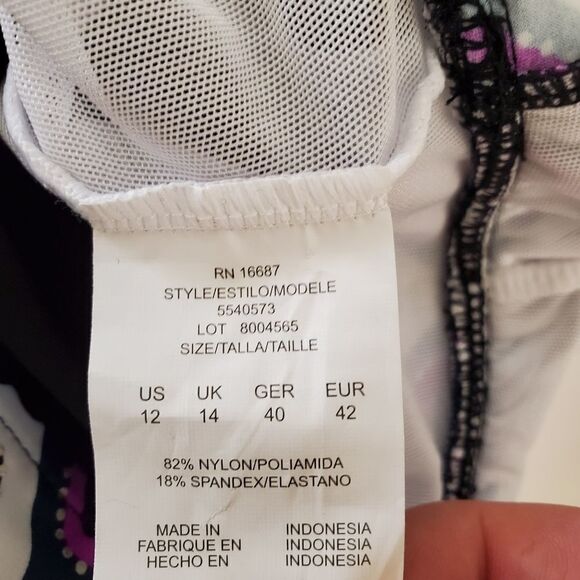 RN 16687
STYLE/ESTILO/MODELE
5540573
LOT 8004565
SIZE/TALLA/TAILLE
US UK GER EUR
12 14 40 42
82% NYLON/POLIAMIDA
18% SPANDEX/ELASTANO
MADE IN INDONESIA
FABRIQUE EN INDONESIA
HECHO EN INDONESIA